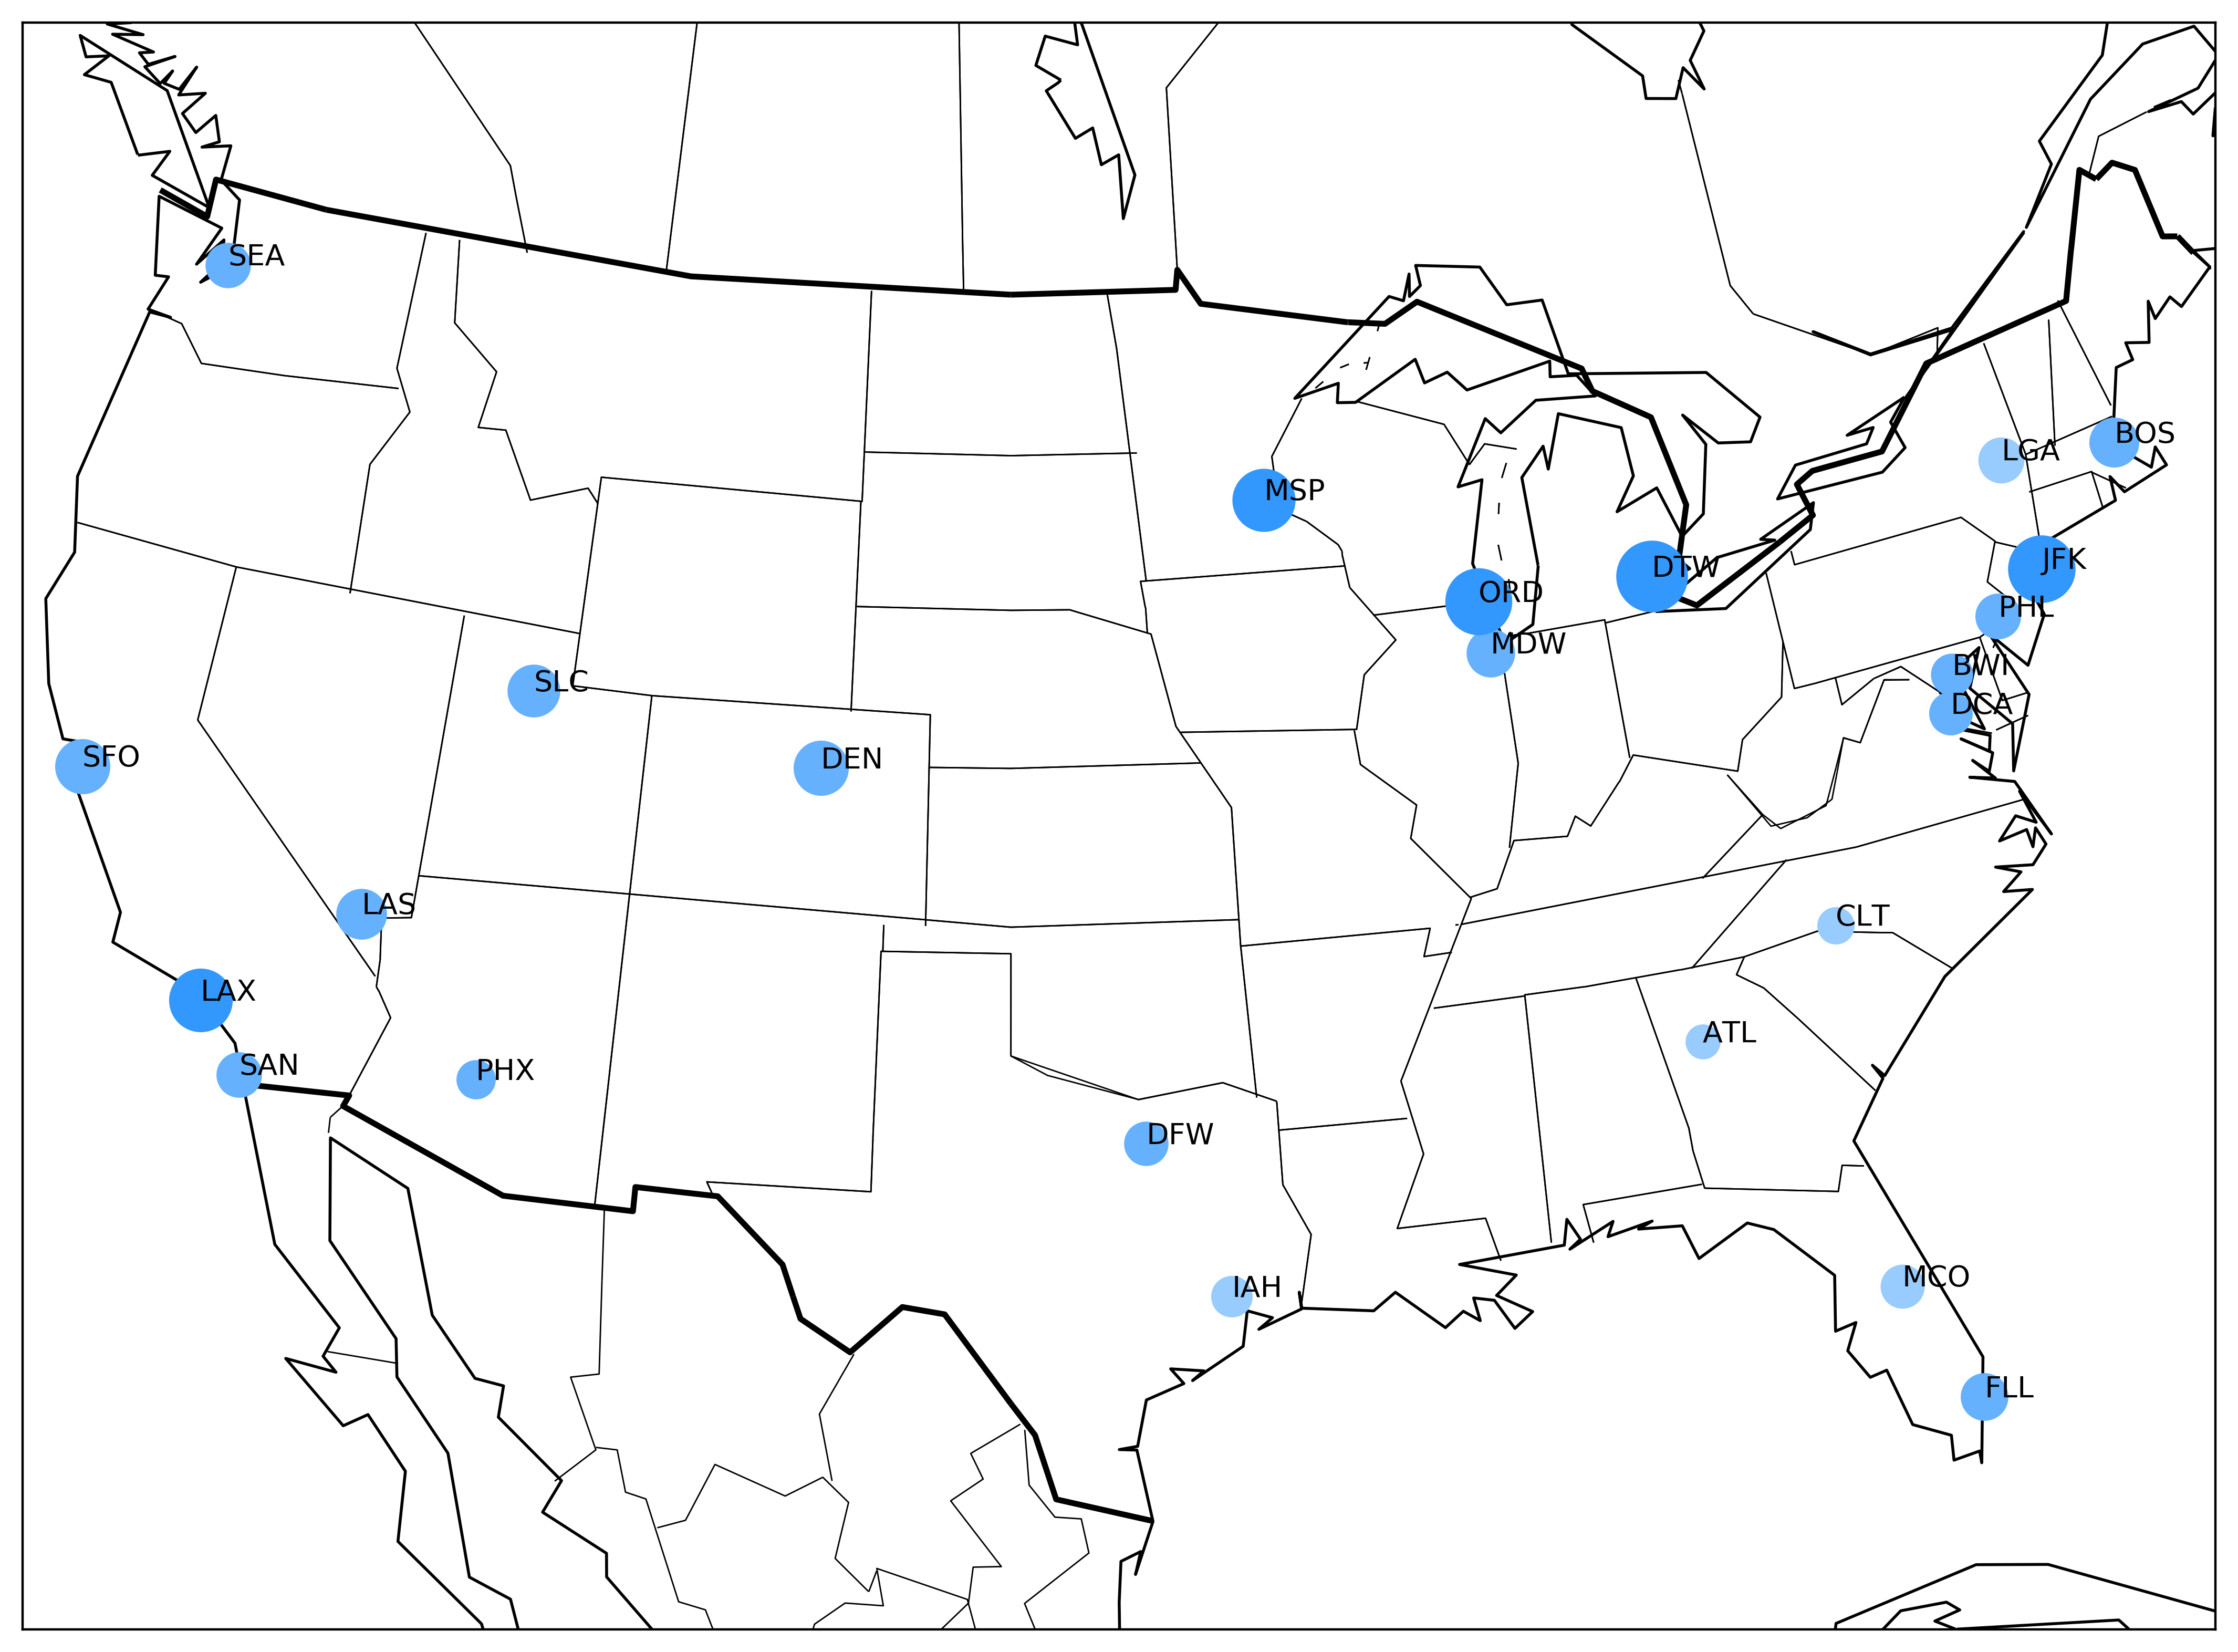 SEA
BOS
LGA
MSP
JFK
DTW
ORD
PHL
MDW
BWI
SLC
DCA
SFO
DEN
LAS
CLT
LAX
ATL
SAN
PHX
DFW
MCO
IAH
FLL